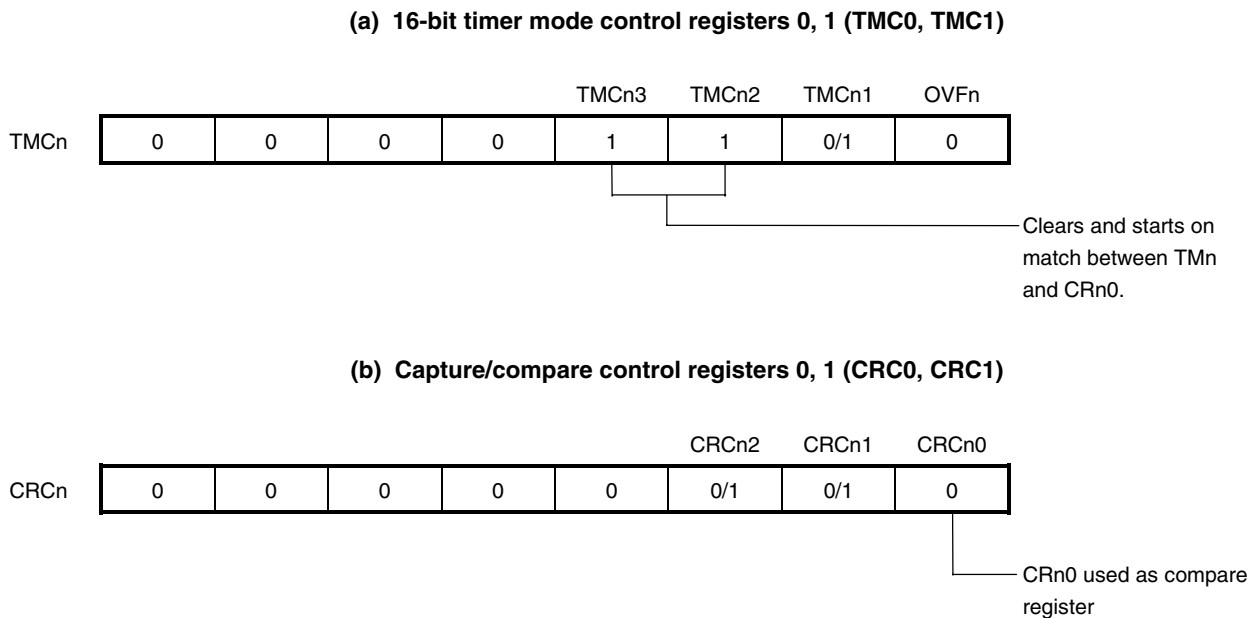 (a) 16-bit timer mode control registers 0, 1 (TMC0, TMC1)
TMCn3 TMCn2 TMCn1 OVFn
TMCn 0 0 0 0 1 1 0/1 0
Clears and starts on
match between TMn
and CRn0.
(b) Capture/compare control registers 0, 1 (CRC0, CRC1)
CRCn2 CRCn1 CRCn0
CRCn 0 0 0 0 0 0/1 0/1 0
CRn0 used as compare
register